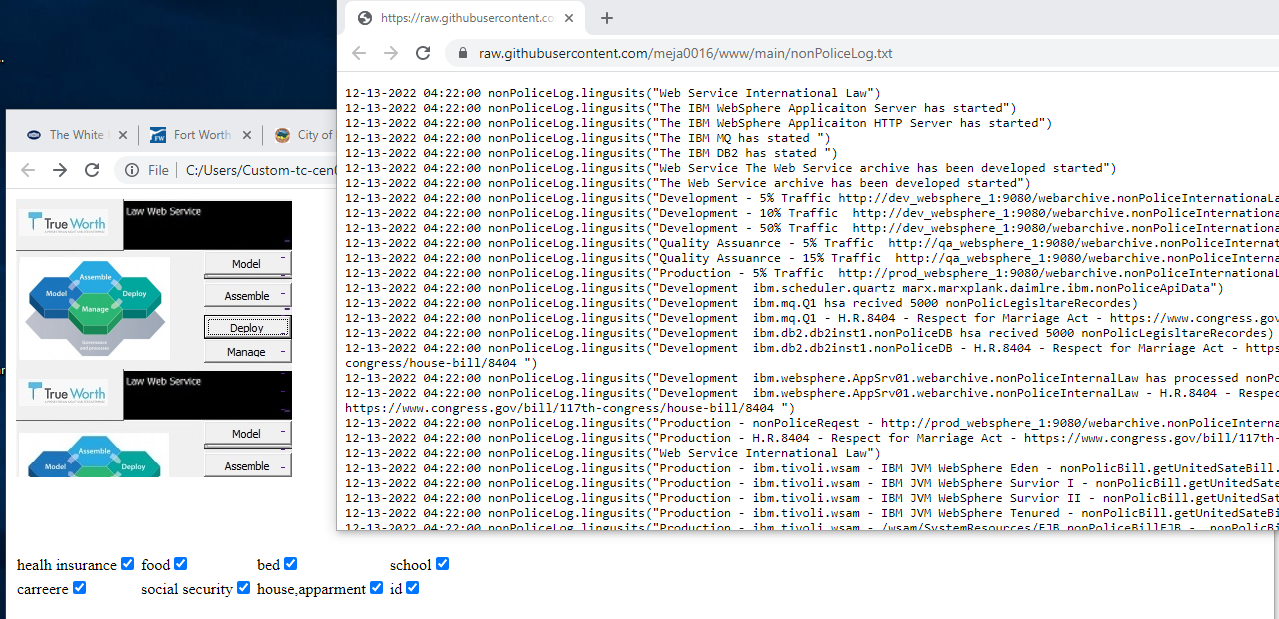 https://raw.githubusercontent.co
raw.githubusercontent.com/meja0016/www/main/nonPoliceLog.txt
12-13-2022 04:22:00 nonPoliceLog.lingusits("Web Service International Law")
12-13-2022 04:22:00 nonPoliceLog.lingusits("The IBM WebSphere Applicaiton Server has started")
12-13-2022 04:22:00 nonPoliceLog.lingusits("The IBM WebSphere Applicaiton HTTP Server has started")
12-13-2022 04:22:00 nonPoliceLog.lingusits("The IBM MQ has stated ")
12-13-2022 04:22:00 nonPoliceLog.lingusits("The IBM DB2 has stated ")
12-13-2022 04:22:00 nonPoliceLog.lingusits("Web Service The Web Service archive has been developed started")
12-13-2022 04:22:00 nonPoliceLog.lingusits("The Web Service archive has been developed started")
12-13-2022 04:22:00 nonPoliceLog.lingusits("Development - 5% Traffic http://dev_websphere_1:9080/webarchive.nonPoliceInternationaLa
12-13-2022 04:22:00 nonPoliceLog.lingusits("Development - 10% Traffic  http://dev_websphere_1:9080/webarchive.nonPoliceInternationa
12-13-2022 04:22:00 nonPoliceLog.lingusits("Development - 50% Traffic  http://dev_websphere_1:9080/webarchive.nonPoliceInternationa
12-13-2022 04:22:00 nonPoliceLog.lingusits("Quality Assuanrce - 5% Traffic  http://qa_websphere_1:9080/webarchive.nonPoliceInternat
12-13-2022 04:22:00 nonPoliceLog.lingusits("Quality Assuanrce - 15% Traffic  http://qa_websphere_1:9080/webarchive.nonPoliceInterna
12-13-2022 04:22:00 nonPoliceLog.lingusits("Production - 5% Traffic  http://prod_websphere_1:9080/webarchive.nonPoliceInternationaL
12-13-2022 04:22:00 nonPoliceLog.lingusits("Development  ibm.scheduler.quartz marx.marxplank.daimlre.ibm.nonPoliceApiData")
12-13-2022 04:22:00 nonPoliceLog.lingusits("Development  ibm.mq.Q1 hsa recived 5000 nonPolicLegisltareRecordes)
12-13-2022 04:22:00 nonPoliceLog.lingusits("Development  ibm.mq.Q1 - H.R.8404 - Respect for Marriage Act - https://www.congress.gov
12-13-2022 04:22:00 nonPoliceLog.lingusits("Development  ibm.db2.db2inst1.nonPoliceDB hsa recived 5000 nonPolicLegisltareRecordes)
12-13-2022 04:22:00 nonPoliceLog.lingusits("Development  ibm.db2.db2inst1.nonPoliceDB - H.R.8404 - Respect for Marriage Act - https
congress/house-bill/8404 ")
12-13-2022 04:22:00 nonPoliceLog.lingusits("Development  ibm.websphere.AppSrv01.webarchive.nonPoliceInternalLaw has processed nonPo
12-13-2022 04:22:00 nonPoliceLog.lingusits("Development  ibm.websphere.AppSrv01.webarchive.nonPoliceInternalLaw - H.R.8404 - Respec
https://www.congress.gov/bill/117th-congress/house-bill/8404 ")
12-13-2022 04:22:00 nonPoliceLog.lingusits("Production - nonPoliceReqest - http://prod_websphere_1:9080/webarchive.nonPoliceInterna
12-13-2022 04:22:00 nonPoliceLog.lingusits("Production - H.R.8404 - Respect for Marriage Act - https://www.congress.gov/bill/117th-
12-13-2022 04:22:00 nonPoliceLog.lingusits("Web Service International Law")
12-13-2022 04:22:00 nonPoliceLog.lingusits("Production - ibm.tivoli.wsam - IBM JVM WebSphere Eden - nonPolicBill.getUnitedSateBill.
12-13-2022 04:22:00 nonPoliceLog.lingusits("Production - ibm.tivoli.wsam - IBM JVM WebSphere Survior I - nonPolicBill.getUnitedSate
12-13-2022 04:22:00 nonPoliceLog.lingusits("Production - ibm.tivoli.wsam - IBM JVM WebSphere Survior II - nonPolicBill.getUnitedSat
12-13-2022 04:22:00 nonPoliceLog.lingusits("Production - ibm.tivoli.wsam - IBM JVM WebSphere Tenured - nonPolicBill.getUnitedSateBi
12-13-2022 04:22:00 nonPoliceLog.lingusits("Production - ibm.tivoli.wsam - /wsam/SystemResources/EJB nonPoliceBillEJB -  nonPolicBi
The White
FW
Fort Worth
City of
File
C:/Users/Custom-tc-cen
True Worth
Law Web Service
Assemble
Model
Deploy
Manage
Governance
and processes
Model
Assemble
Deploy
Manage
True Worth
Law Web Service
Assemble
Model
Deploy
Model
Assemble
healh insurance food bed school
carreere social security house,apparment id